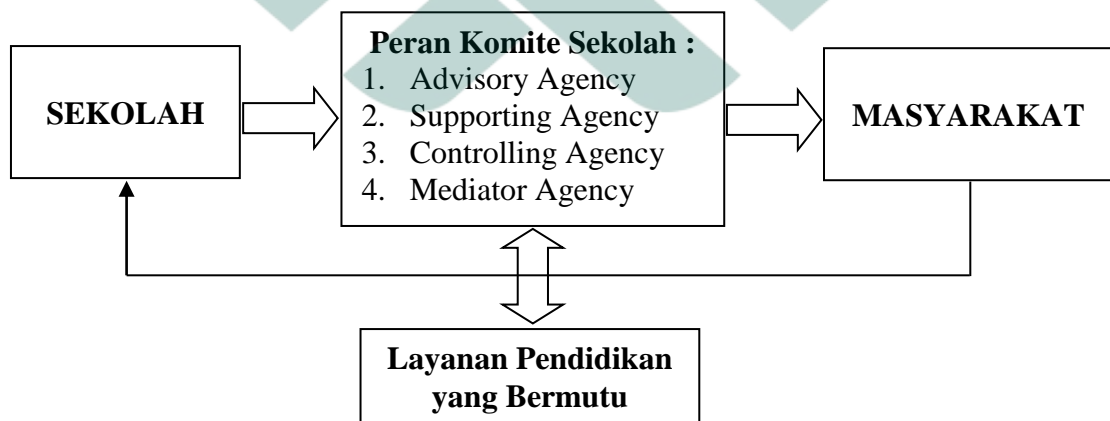 SEKOLAH
Peran Komite Sekolah :
1. Advisory Agency
2. Supporting Agency
3. Controlling Agency
4. Mediator Agency
MASYARAKAT
Layanan Pendidikan
yang Bermutu